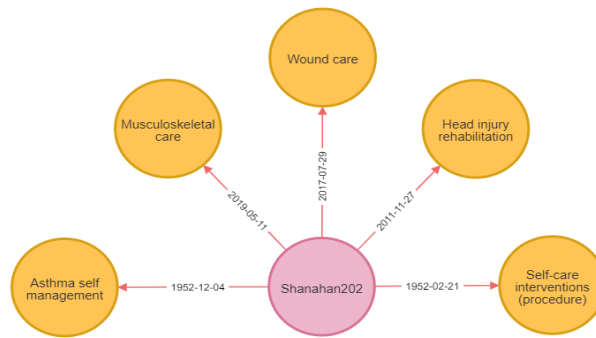 Wound care
Musculoskeletal
care
Head injury
rehabilitation
2019-05-11
2017-07-29
2011-11-27
Asthma self
management
1952-12-04
Shanahan202
1952-02-21
Self-care
interventions
(procedure)